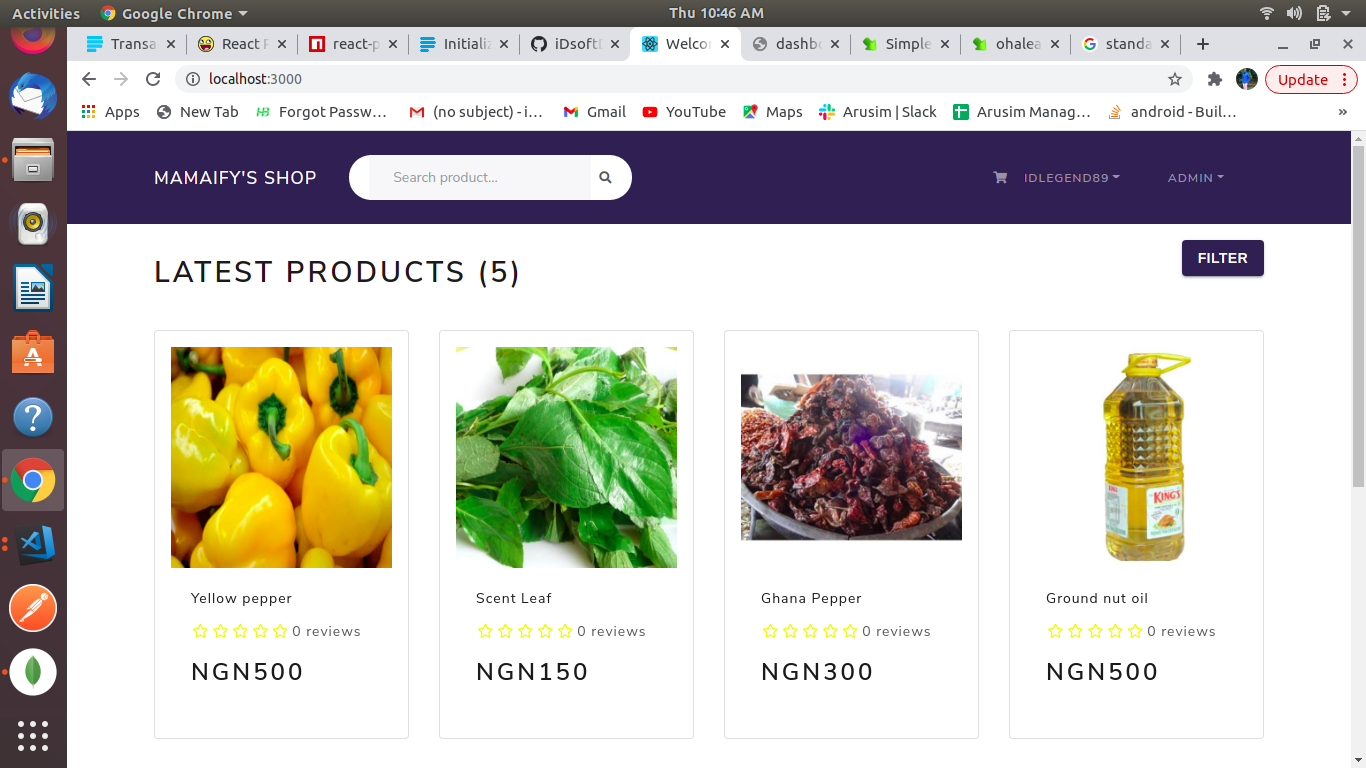 Activities Google Chrome Thu 10:46 AM
Transa React F react-p Initializ iDsoftI Welco dashb Simple ohalea standa
localhost:3000 Update
Apps New Tab Forgot Passw... (no subject) - i... Gmail YouTube Maps Arusim | Slack Arusim Manag... android - Buil... »
MAMAIFY'S SHOP Search product... IDLEGEND89 ADMIN
LATEST PRODUCTS (5) FILTER
KING'S
Yellow pepper Scent Leaf Ghana Pepper Ground nut oil
0 reviews 0 reviews 0 reviews 0 reviews
NGN500 NGN150 NGN300 NGN500